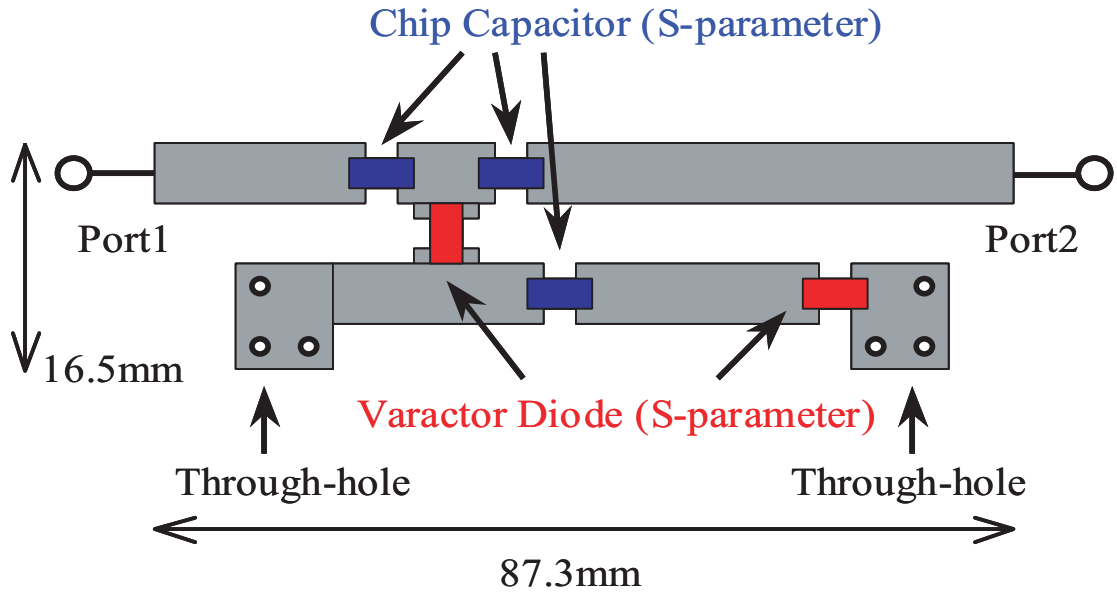 Chip Capacitor (S-parameter)
Port1
Port2
16.5mm
Varactor Diode (S-parameter)
Through-hole
Through-hole
87.3mm